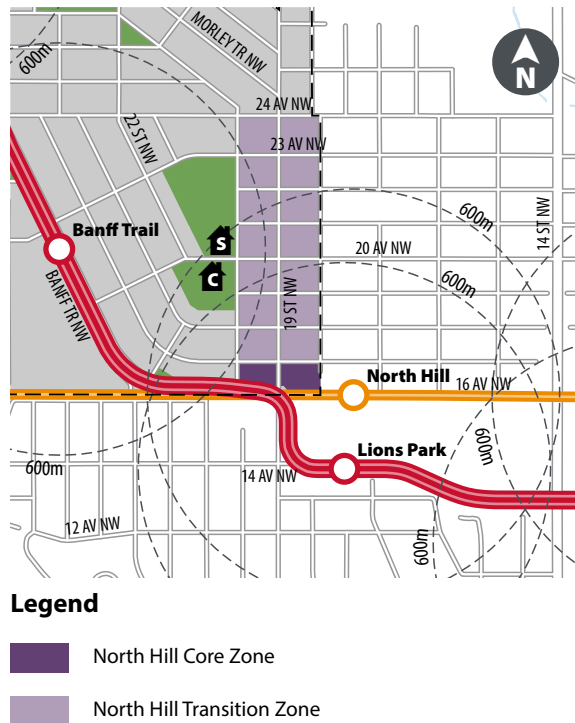 MORLEY TR NW
600m
N
24 AV NW
22 ST NW
23 AV NW
600m
14 ST NW
Banff Trail
S
20 AV NW
C
600m
BANFF TR NW
19 ST NW
North Hill
16 AV NW
Lions Park
600m
600m
14 AV NW
12 AV NW
600m
Legend
North Hill Core Zone
North Hill Transition Zone